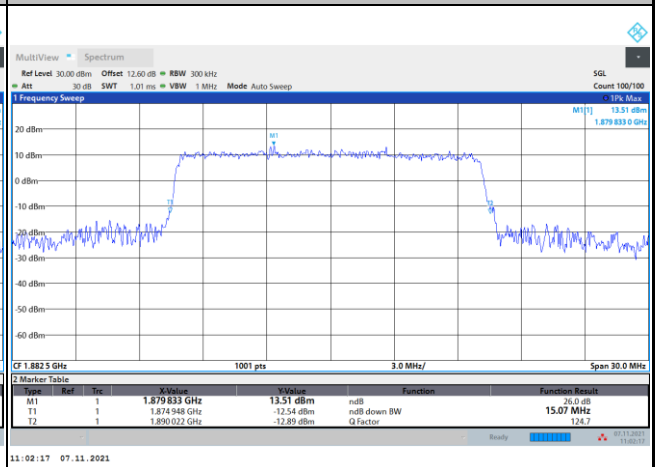 MultiView Spectrum
Ref Level 30.00 dBm Offset 12.60 dB RBW 300 kHz SGL
Att 30 dB SWT 1.01 ms VBW 1 MHz Mode Auto Sweep Count 100/100
1 Frequency Sweep 1Pk Max
M1[1] 13.51 dBm
1.879 833 0 GHz
20 dBm
M1
10 dBm
0 dBm
-10 dBm
T1 T2
-20 dBm
-30 dBm
-40 dBm
-50 dBm
-60 dBm
CF 1.882 5 GHz 1001 pts 3.0 MHz/ Span 30.0 MHz
2 Marker Table
Type Ref Trc X-Value Y-Value Function Function Result
M1 1 1.879 833 GHz 13.51 dBm ndB 26.0 dB
T1 1 1.874 948 GHz -12.54 dBm ndB down BW 15.07 MHz
T2 1 1.890 022 GHz -12.89 dBm Q Factor 124.7
Ready 07.11.2021
11:02:17
11:02:17 07.11.2021